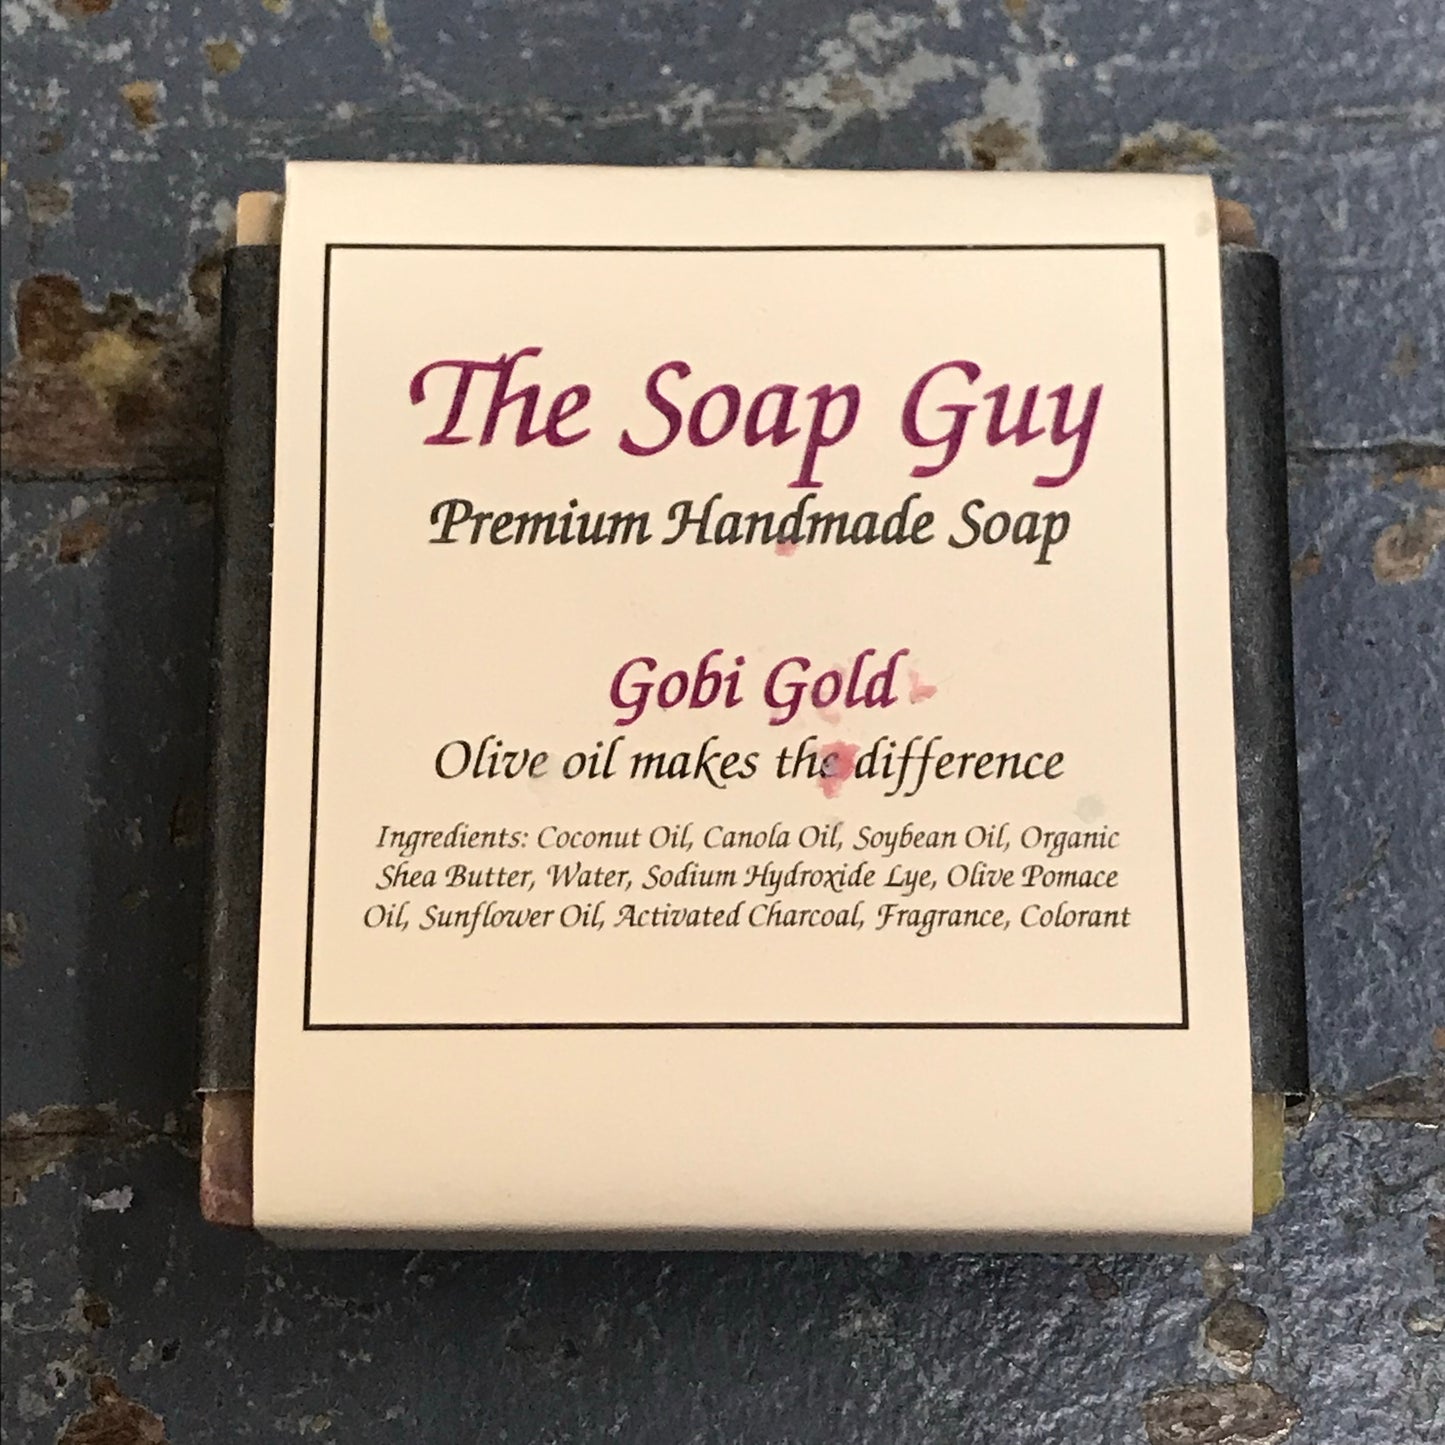 The Soap Guy
Premium Handmade Soap
Gobi Gold
Olive oil makes the difference
Ingredients: Coconut Oil, Canola Oil, Soybean Oil, Organic
Shea Butter, Water, Sodium Hydroxide Lye, Olive Pomace
Oil, Sunflower Oil, Activated Charcoal, Fragrance, Colorant